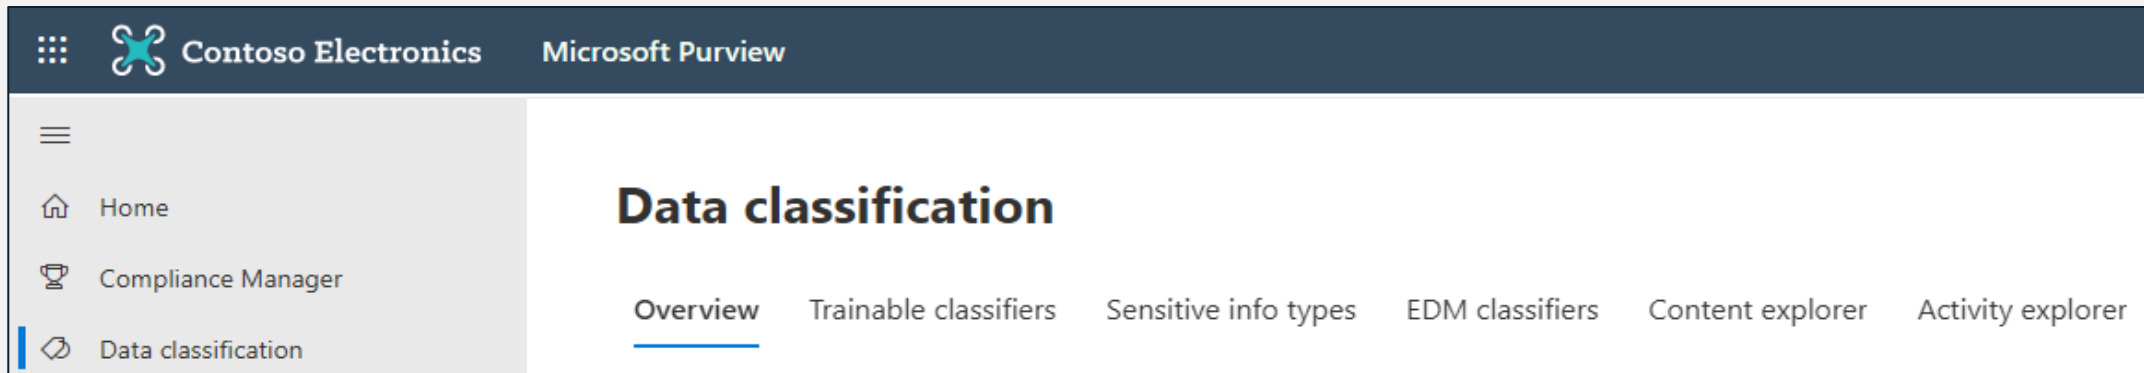 Contoso Electronics Microsoft Purview
Home
Compliance Manager
Data classification
Data classification
Overview Trainable classifiers Sensitive info types EDM classifiers Content explorer Activity explorer